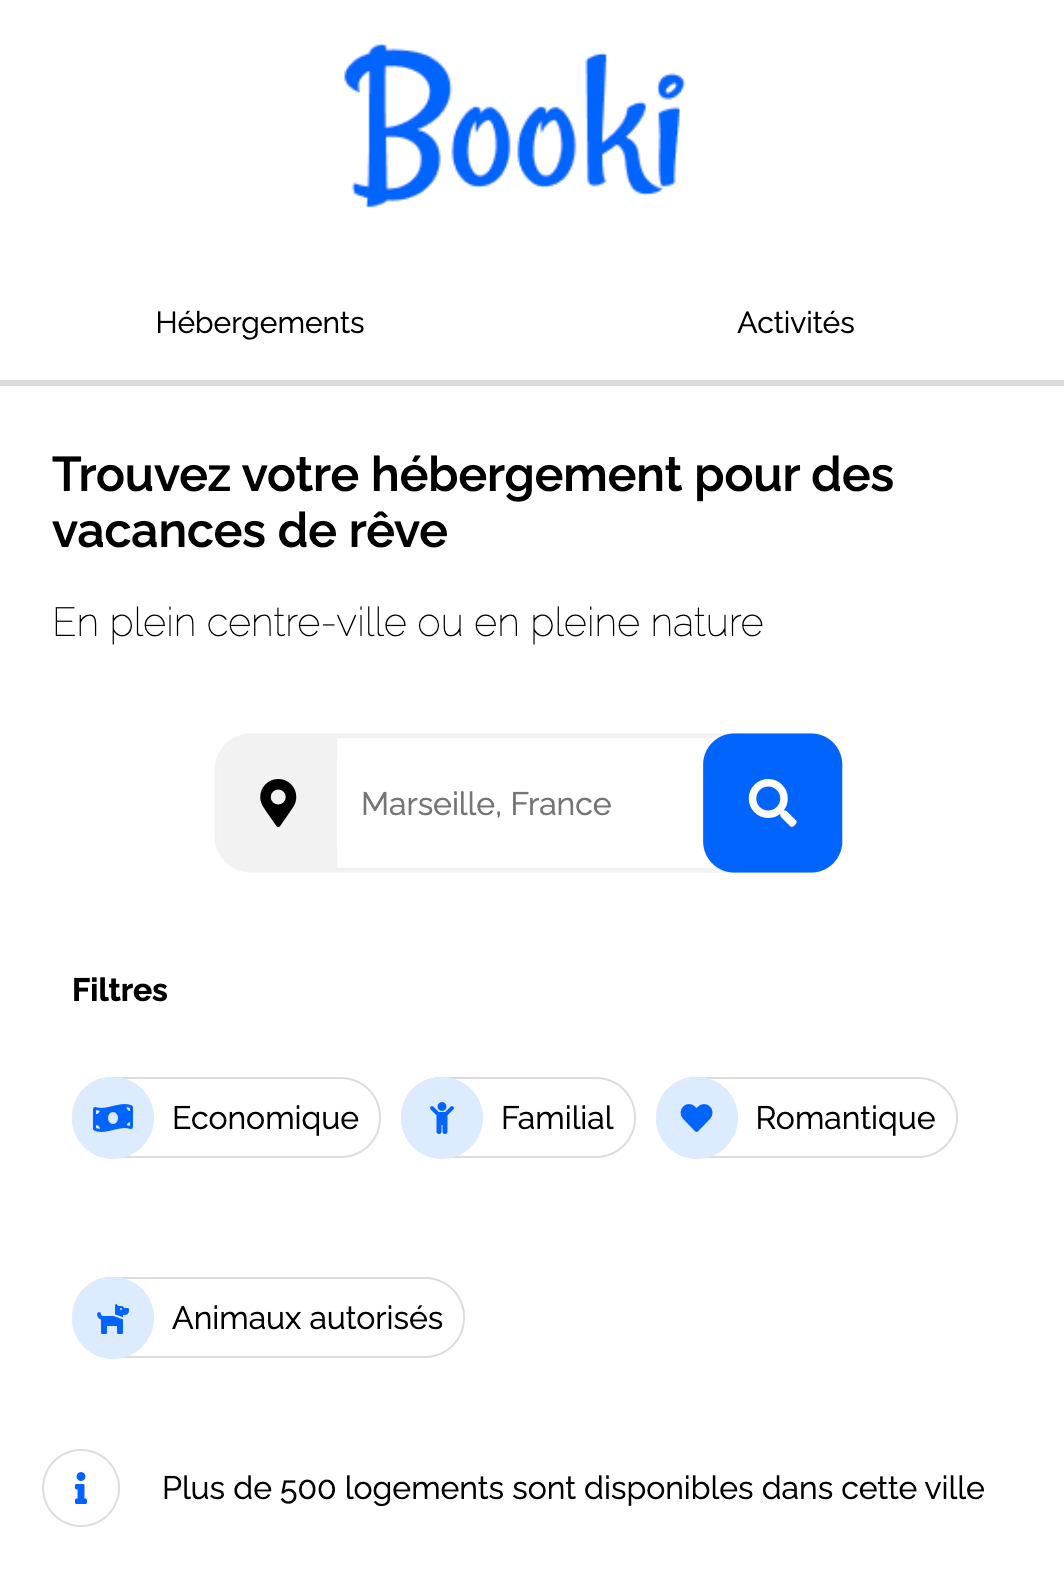 Booki
Hébergements
Activités
Trouvez votre hébergement pour des
vacances de rêve
En plein centre-ville ou en pleine nature
Marseille, France
Filtres
Economique
Familial
Romantique
Animaux autorisés
Plus de 500 logements sont disponibles dans cette ville